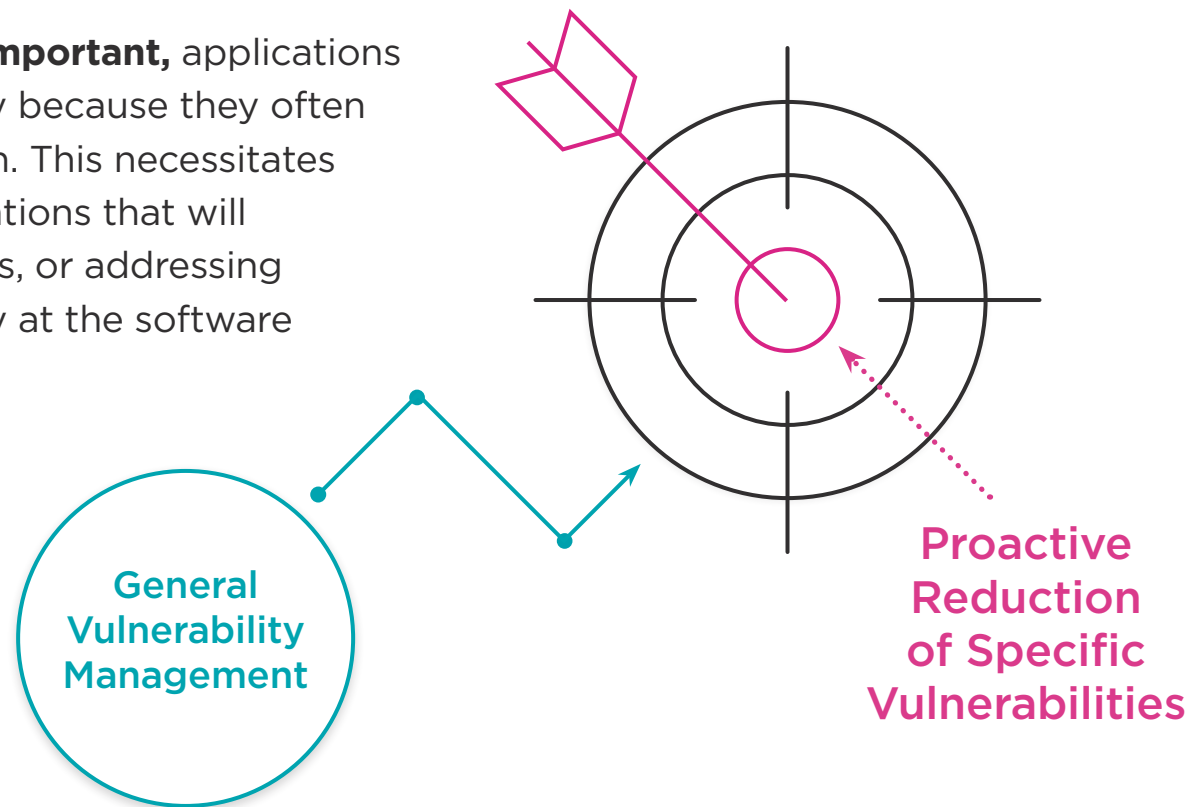 mportant, applications
y because they often
n. This necessitates
ations that will
s, or addressing
y at the software
General
Vulnerability
Management
Proactive
Reduction
of Specific
Vulnerabilities